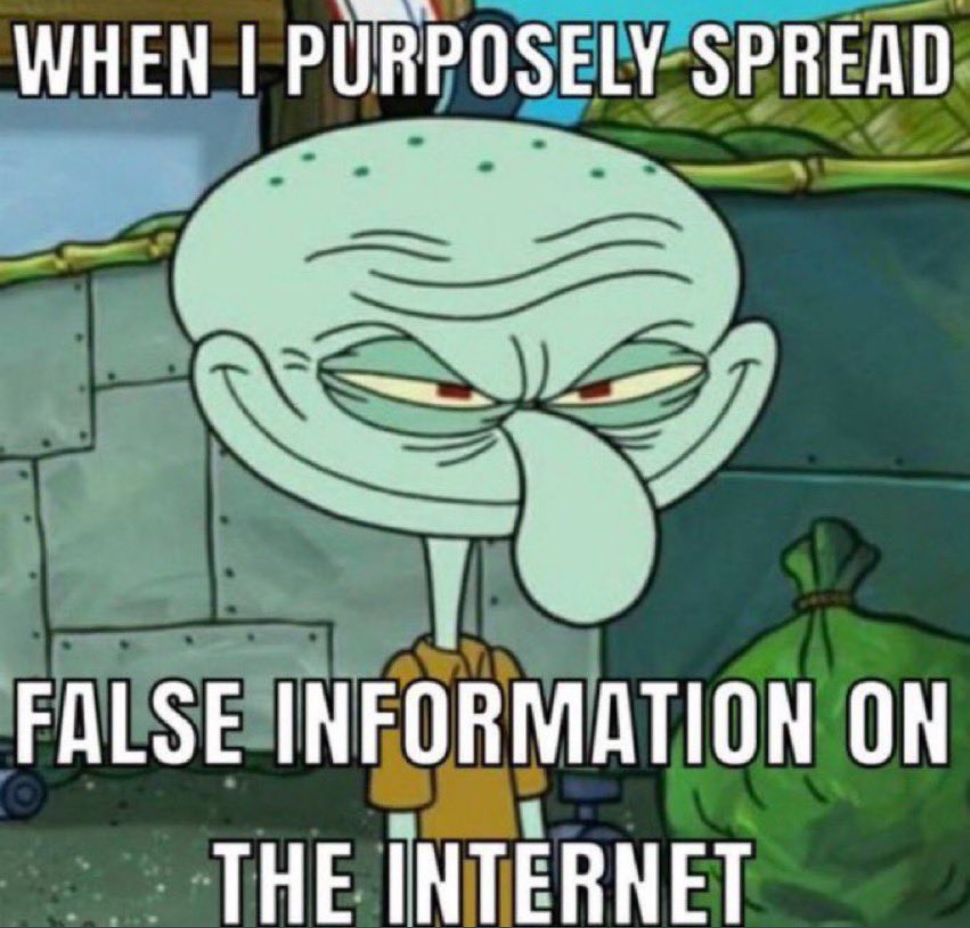 WHEN I PURPOSELY SPREAD
FALSE INFORMATION ON
THE INTERNET